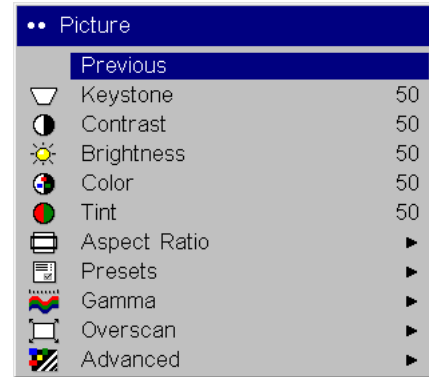 •• Picture
Previous
Keystone 50
Contrast 50
Brightness 50
Color 50
Tint 50
Aspect Ratio ►
Presets ►
Gamma ►
Overscan ►
Advanced ►